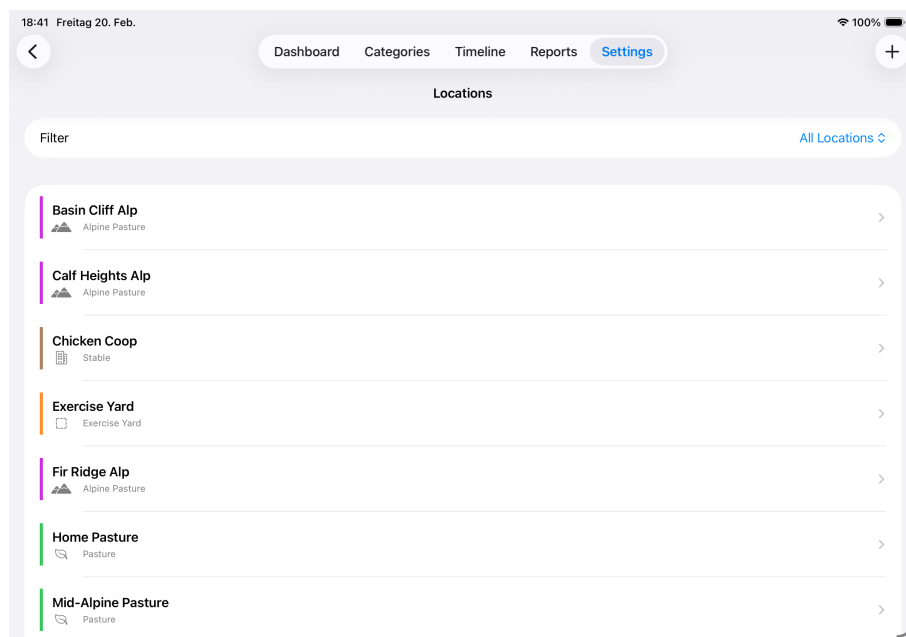 18:41 Freitag 20. Feb. 100%
Dashboard Categories Timeline Reports Settings
Locations
Filter All Locations
Basin Cliff Alp
Alpine Pasture
Calf Heights Alp
Alpine Pasture
Chicken Coop
Stable
Exercise Yard
Exercise Yard
Fir Ridge Alp
Alpine Pasture
Home Pasture
Pasture
Mid-Alpine Pasture
Pasture